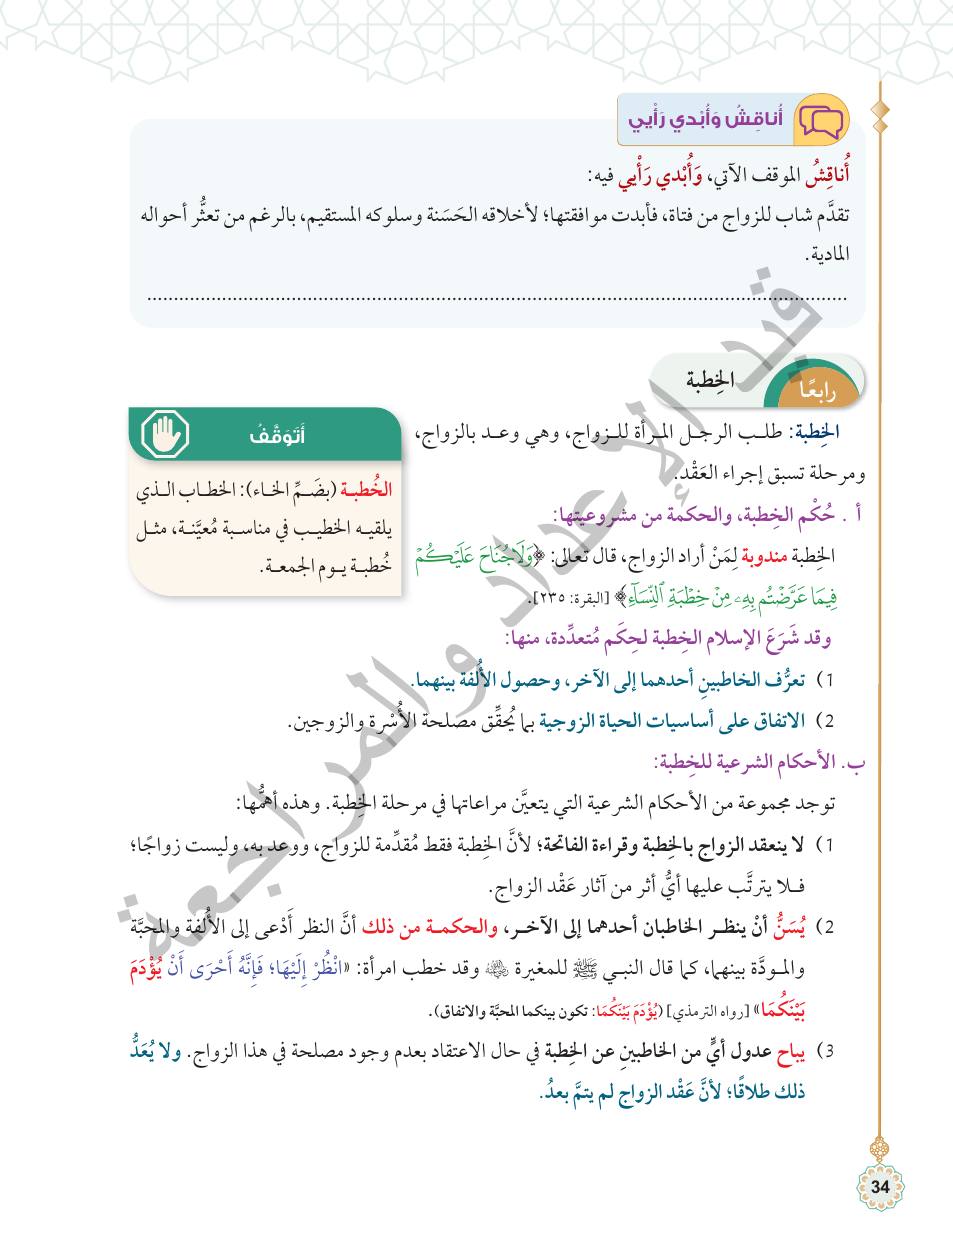 أُناقِشُ وَأُبْدي رَأْيي
أُناقِشُ الموقف الآتي، وَأُبْدي رَأْيي فيه:
تقدَّم شاب للزواج من فتاة، فأبدت موافقتها؛ لأخلاقه الحَسَنة وسلوكه المستقيم، بالرغم من تعثُّر أحواله
المادية.
رابعًا
الخِطبة
الخِطبة: طلب الرجل المرأة للزواج، وهي وعد بالزواج،
ومرحلة تسبق إجراء العَقْد.
أ . حُكْم الخِطبة، والحكمة من مشروعيتها:
الخِطبة مندوبة لِمَنْ أراد الزواج، قال تعالى: ﴿وَلَا جُنَاحَ عَلَيْكُمْ
فِيمَا عَرَّضْتُم بِهِۦ مِنْ خِطْبَةِ ٱلنِّسَآءِ﴾ [البقرة: ٢٣٥].
أَتَوَقَّفُ
الخُطبة (بضَمِّ الخاء): الخطاب الذي
يلقيه الخطيب في مناسبة مُعيَّنة، مثل
خُطبة يوم الجمعة.
وقد شَرَعَ الإسلام الخِطبة لحِكَم مُتعدِّدة، منها:
1) تعرُّف الخاطبينِ أحدهما إلى الآخر، وحصول الأُلفة بينهما.
2) الاتفاق على أساسيات الحياة الزوجية بما يُحقِّق مصلحة الأُسْرة والزوجين.
ب. الأحكام الشرعية للخِطبة:
توجد مجموعة من الأحكام الشرعية التي يتعيَّن مراعاتها في مرحلة الخِطبة. وهذه أهمُّها:
1) لا ينعقد الزواج بالخِطبة وقراءة الفاتحة؛ لأنَّ الخِطبة فقط مُقدِّمة للزواج، ووعد به، وليست زواجًا؛
فلا يترتَّب عليها أيُّ أثر من آثار عَقْد الزواج.
2) يُسَنُّ أنْ ينظر الخاطبان أحدهما إلى الآخر، والحكمة من ذلك أنَّ النظر أَدْعى إلى الأُلفة والمحبَّة
والمودَّة بينهما، كما قال النبي ﷺ للمغيرة رضي الله عنه وقد خطب امرأة: «انْظُرْ إِلَيْهَا؛ فَإِنَّهُ أَحْرَى أَنْ يُؤْدَمَ
بَيْنَكُمَا» [رواه الترمذي] (يُؤْدَمَ بَيْنَكُمَا: تكون بينكما المحبَّة والاتفاق).
3) يباح عدول أيٍّ من الخاطبينِ عن الخِطبة في حال الاعتقاد بعدم وجود مصلحة في هذا الزواج. ولا يُعَدُّ
ذلك طلاقًا؛ لأنَّ عَقْد الزواج لم يتمَّ بعدُ.
34
قيد الإعداد والمراجعة